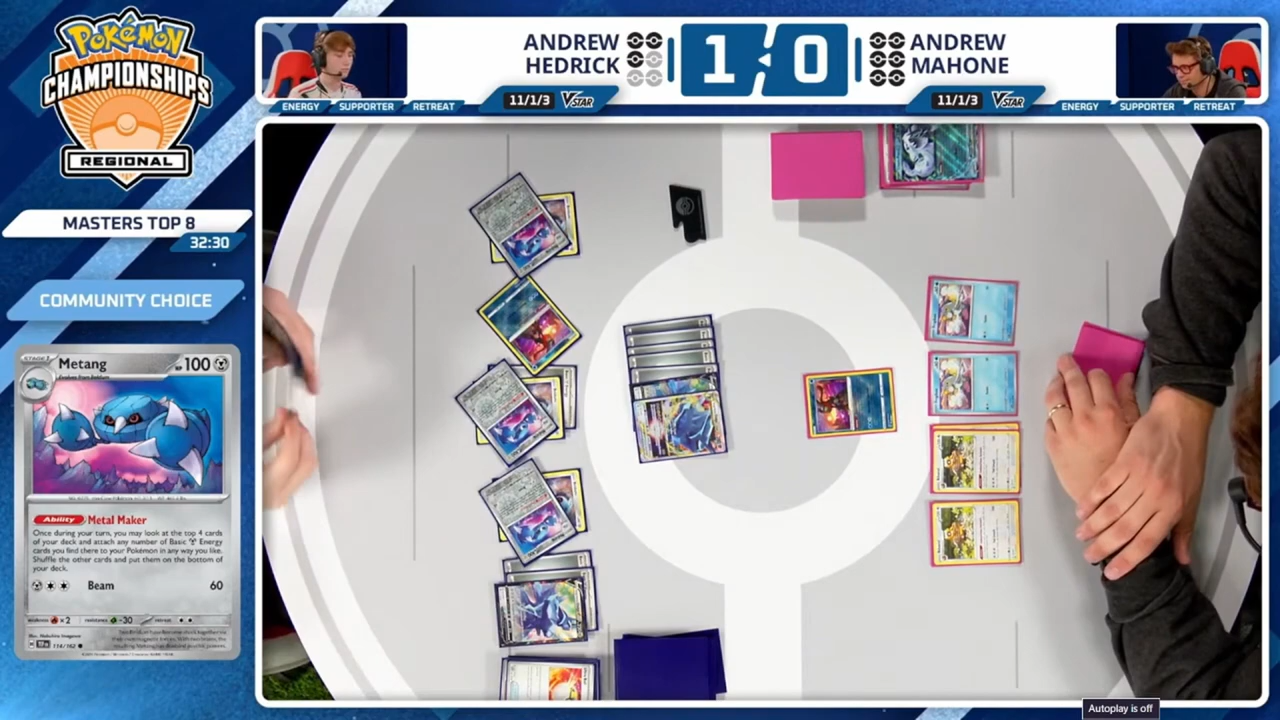 POKÉMON
CHAMPIONSHIPS
REGIONAL
MASTERS TOP 8
32:30
COMMUNITY CHOICE
Metang
100
Ability
Metal Maker
Once during your turn, you may look at the top 4 cards
of your deck and attach any number of Basic
Energy
cards you find there to your Pokémon in any way you like.
Shuffle the other cards and put them on the bottom of
your deck.
Beam
60
×2
-30
114/162
ANDREW
HEDRICK
1
0
ANDREW
MAHONE
ENERGY
SUPPORTER
RETREAT
11/1/3
VSTAR
11/1/3
VSTAR
ENERGY
SUPPORTER
RETREAT
Autoplay is off